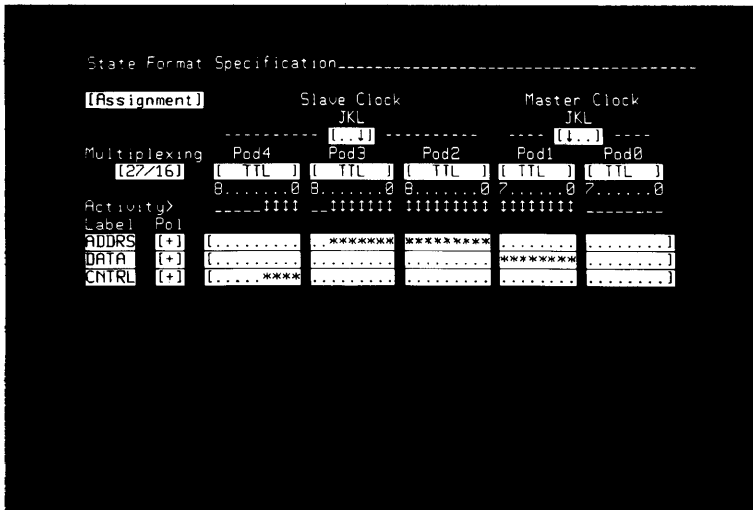 State Format Specification____________________________________
[Assignment] Slave Clock Master Clock
JKL JKL
---------- [..↓] ---------- ---- [↓..] ----
Multiplexing Pod4 Pod3 Pod2 Pod1 Pod0
[27/16] [ TTL ] [ TTL ] [ TTL ] [ TTL ] [ TTL ]
8.......0 8.......0 8.......0 7......0 7......0
Activity> _____↕↕↕↕ __↕↕↕↕↕↕↕ ↕↕↕↕↕↕↕↕↕ ↕↕↕↕↕↕↕↕ ________
Label Pol
ADDRS [+] [......... ..******* ********* ........ ........]
DATA [+] [......... ......... ......... ******** ........]
CNTRL [+] [.....**** ......... ......... ........ ........]